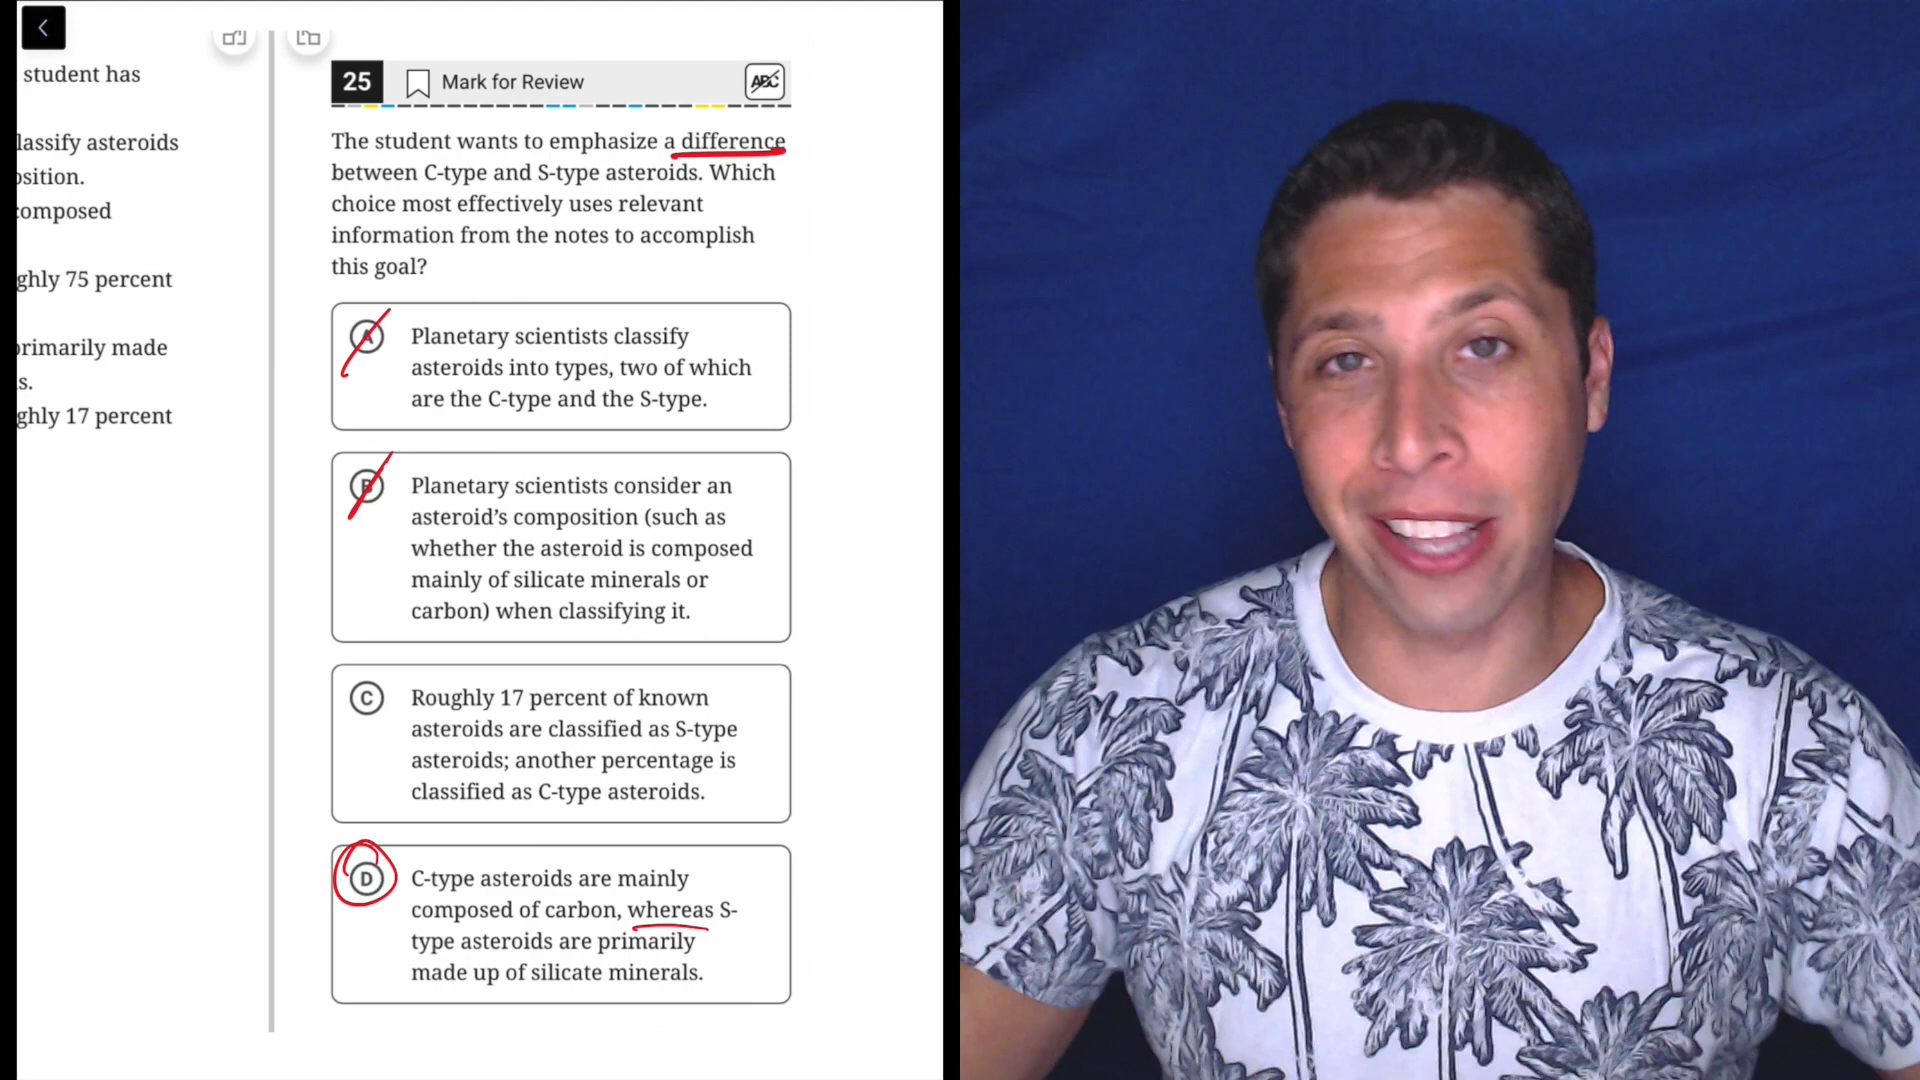 student has
lassify asteroids
osition.
composed
ghly 75 percent
primarily made
s.
ghly 17 percent
25 Mark for Review ABC
The student wants to emphasize a difference
between C-type and S-type asteroids. Which
choice most effectively uses relevant
information from the notes to accomplish
this goal?
A Planetary scientists classify
asteroids into types, two of which
are the C-type and the S-type.
B Planetary scientists consider an
asteroid’s composition (such as
whether the asteroid is composed
mainly of silicate minerals or
carbon) when classifying it.
C Roughly 17 percent of known
asteroids are classified as S-type
asteroids; another percentage is
classified as C-type asteroids.
D C-type asteroids are mainly
composed of carbon, whereas S-
type asteroids are primarily
made up of silicate minerals.